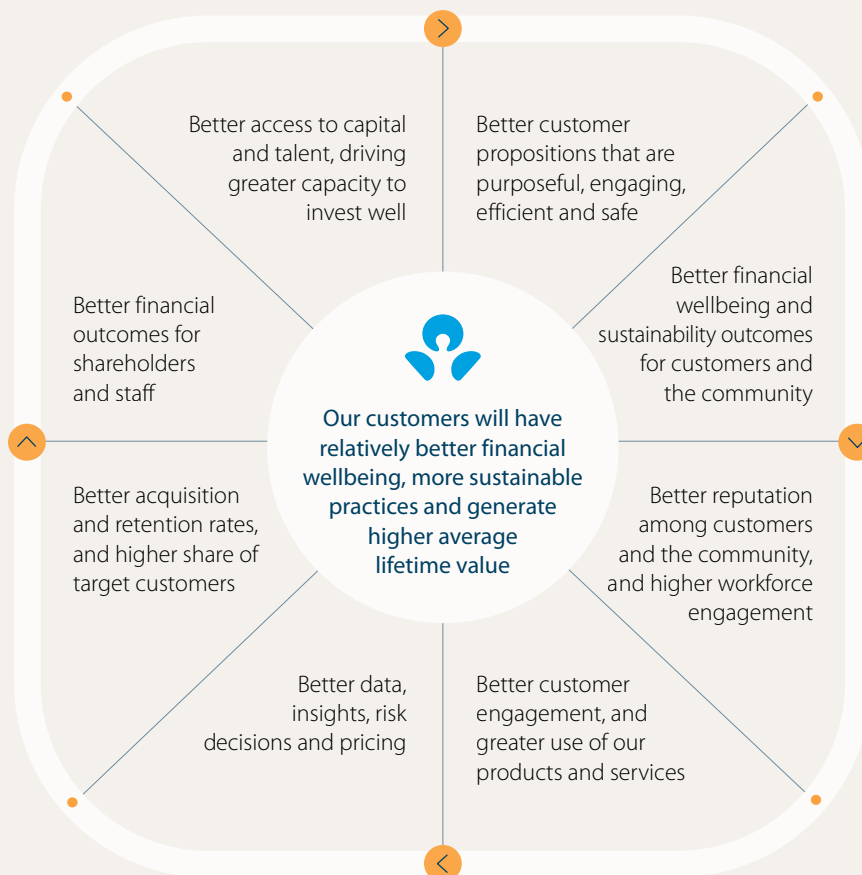 Better access to capital
and talent, driving
greater capacity to
invest well
Better customer
propositions that are
purposeful, engaging,
efficient and safe
Better financial
wellbeing and
sustainability outcomes
for customers and
the community
Better reputation
among customers
and the community,
and higher workforce
engagement
Better customer
engagement, and
greater use of our
products and services
Better data,
insights, risk
decisions and pricing
Better acquisition
and retention rates,
and higher share of
target customers
Better financial
outcomes for
shareholders
and staff
Our customers will have
relatively better financial
wellbeing, more sustainable
practices and generate
higher average
lifetime value